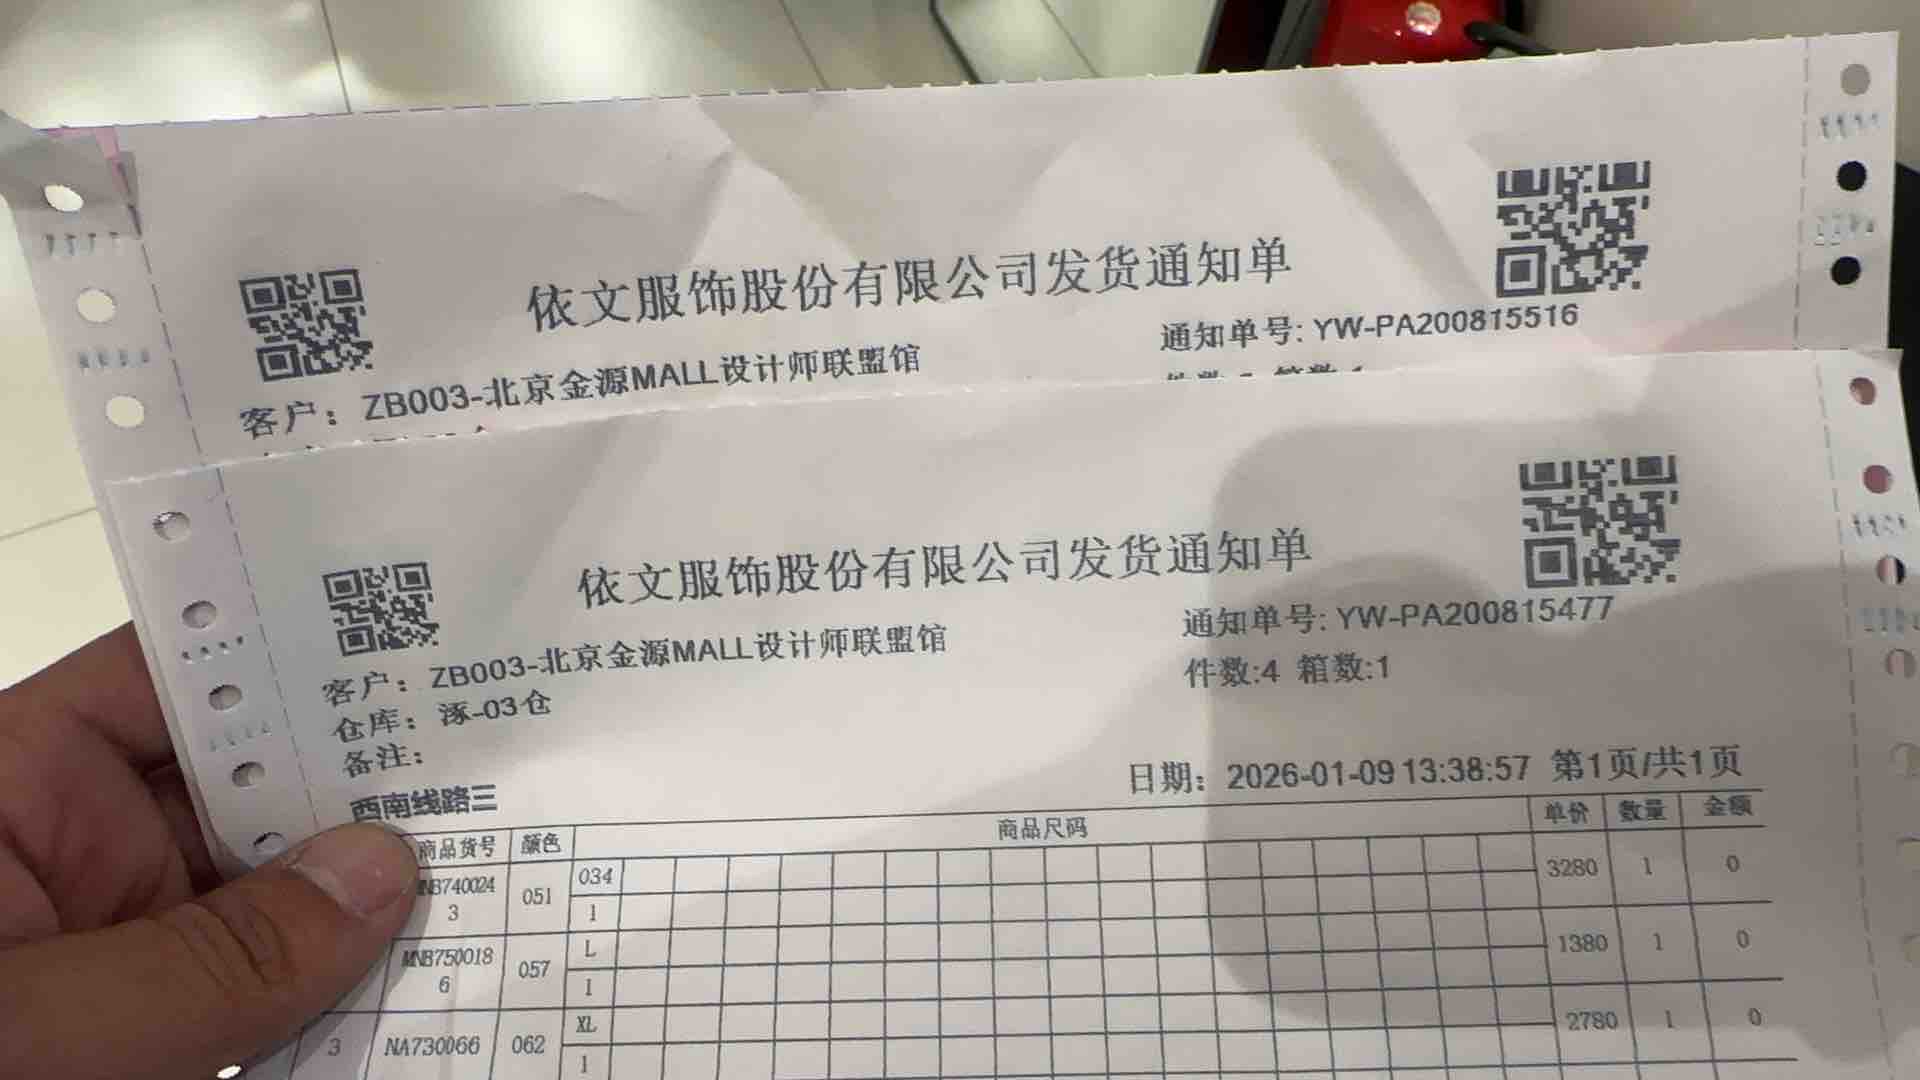 依文服饰股份有限公司发货通知单
通知单号: YW-PA200815516
客户: ZB003-北京金源MALL设计师联盟馆
依文服饰股份有限公司发货通知单
通知单号: YW-PA200815477
客户: ZB003-北京金源MALL设计师联盟馆
件数:4 箱数:1
仓库: 涿-03仓
备注:
日期: 2026-01-09 13:38:57 第1页/共1页
西南线路三
商品货号 颜色 商品尺码 单价 数量 金额
MNB7400243 051 034 1 3280 1 0
MNB7500186 057 L 1 1380 1 0
3 NA730066 062 XL 1 2780 1 0